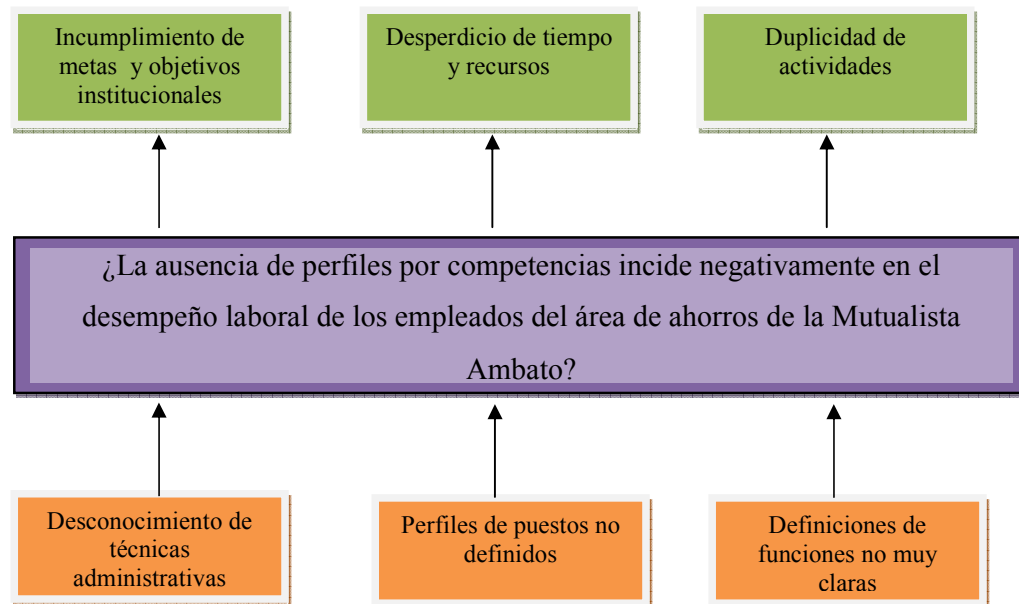 Incumplimiento de
metas y objetivos
institucionales
Desperdicio de tiempo
y recursos
Duplicidad de
actividades
¿La ausencia de perfiles por competencias incide negativamente en el
desempeño laboral de los empleados del área de ahorros de la Mutualista
Ambato?
Desconocimiento de
técnicas
administrativas
Perfiles de puestos no
definidos
Definiciones de
funciones no muy
claras